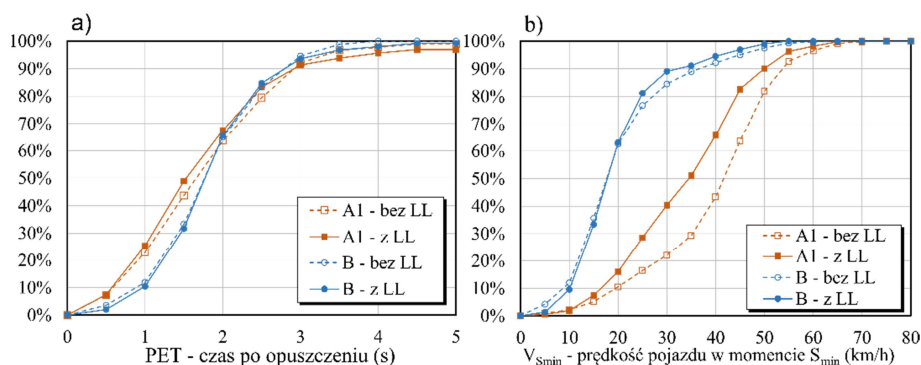 a)
100%
90%
80%
70%
60%
50%
40%
30%
20%
10%
0%
0 1 2 3 4 5
PET - czas po opuszczeniu (s)
A1 - bez LL
A1 - z LL
B - bez LL
B - z LL
b)
100%
90%
80%
70%
60%
50%
40%
30%
20%
10%
0%
0 10 20 30 40 50 60 70 80
VSmin - prędkość pojazdu w momencie Smin (km/h)
A1 - bez LL
A1 - z LL
B - bez LL
B - z LL